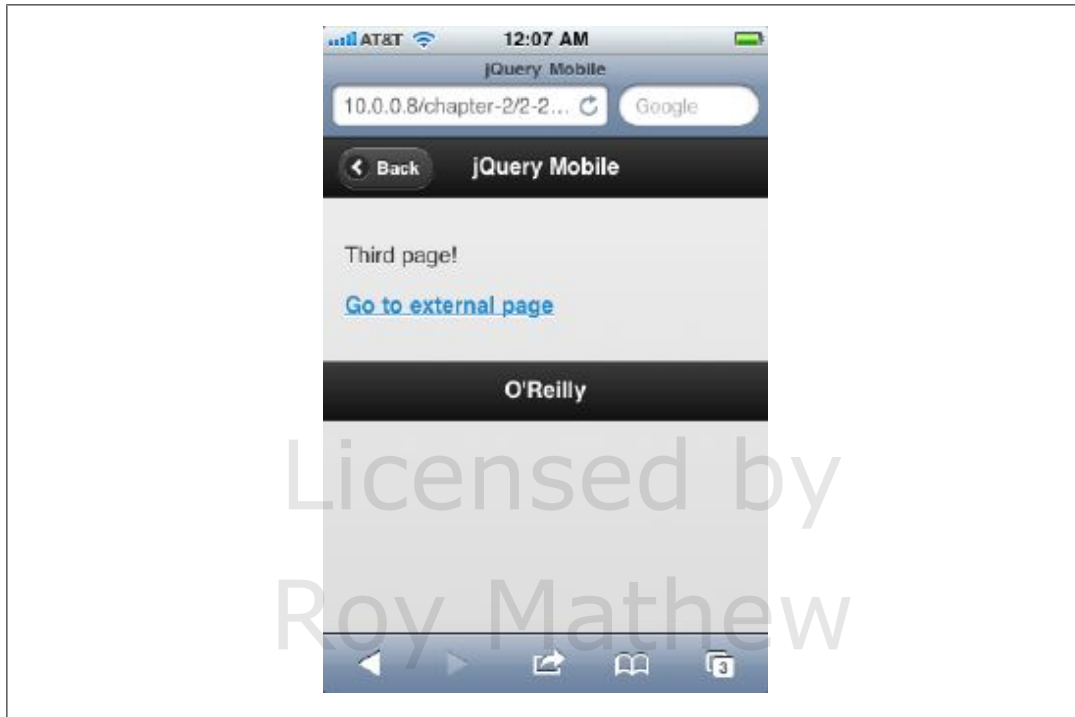 AT&T 12:07 AM
jQuery Mobile
10.0.0.8/chapter-2/2-2... Google
Back jQuery Mobile
Third page!
Go to external page
O'Reilly
Licensed by
Roy Mathew
3